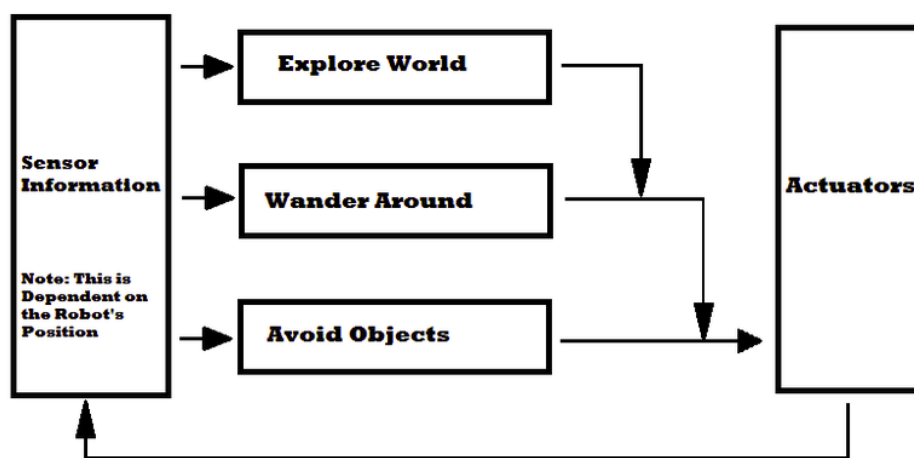 Explore World
Sensor
Information
Wander Around
Actuators
Note: This is
Dependent on
the Robot's
Position
Avoid Objects